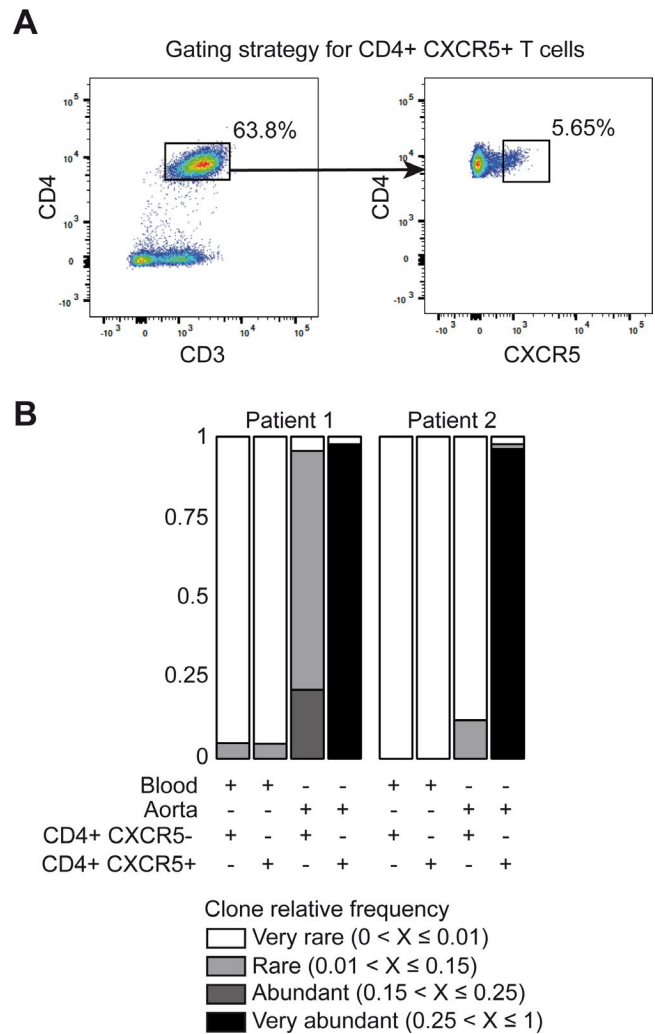 A
Gating strategy for CD4+ CXCR5+ T cells
63.8%
5.65%
10⁵
10⁴
10³
0
-10³
CD4
-10³ 0 10³ 10⁴ 10⁵
CD3
10⁵
10⁴
10³
0
-10³
CD4
-10³ 0 10³ 10⁴ 10⁵
CXCR5
B
Patient 1 Patient 2
1
0.75
0.5
0.25
0
Blood + + - - + + - -
Aorta - - + + - - + +
CD4+ CXCR5- + - + - + - + -
CD4+ CXCR5+ - + - + - + - +
Clone relative frequency
Very rare (0 < X ≤ 0.01)
Rare (0.01 < X ≤ 0.15)
Abundant (0.15 < X ≤ 0.25)
Very abundant (0.25 < X ≤ 1)